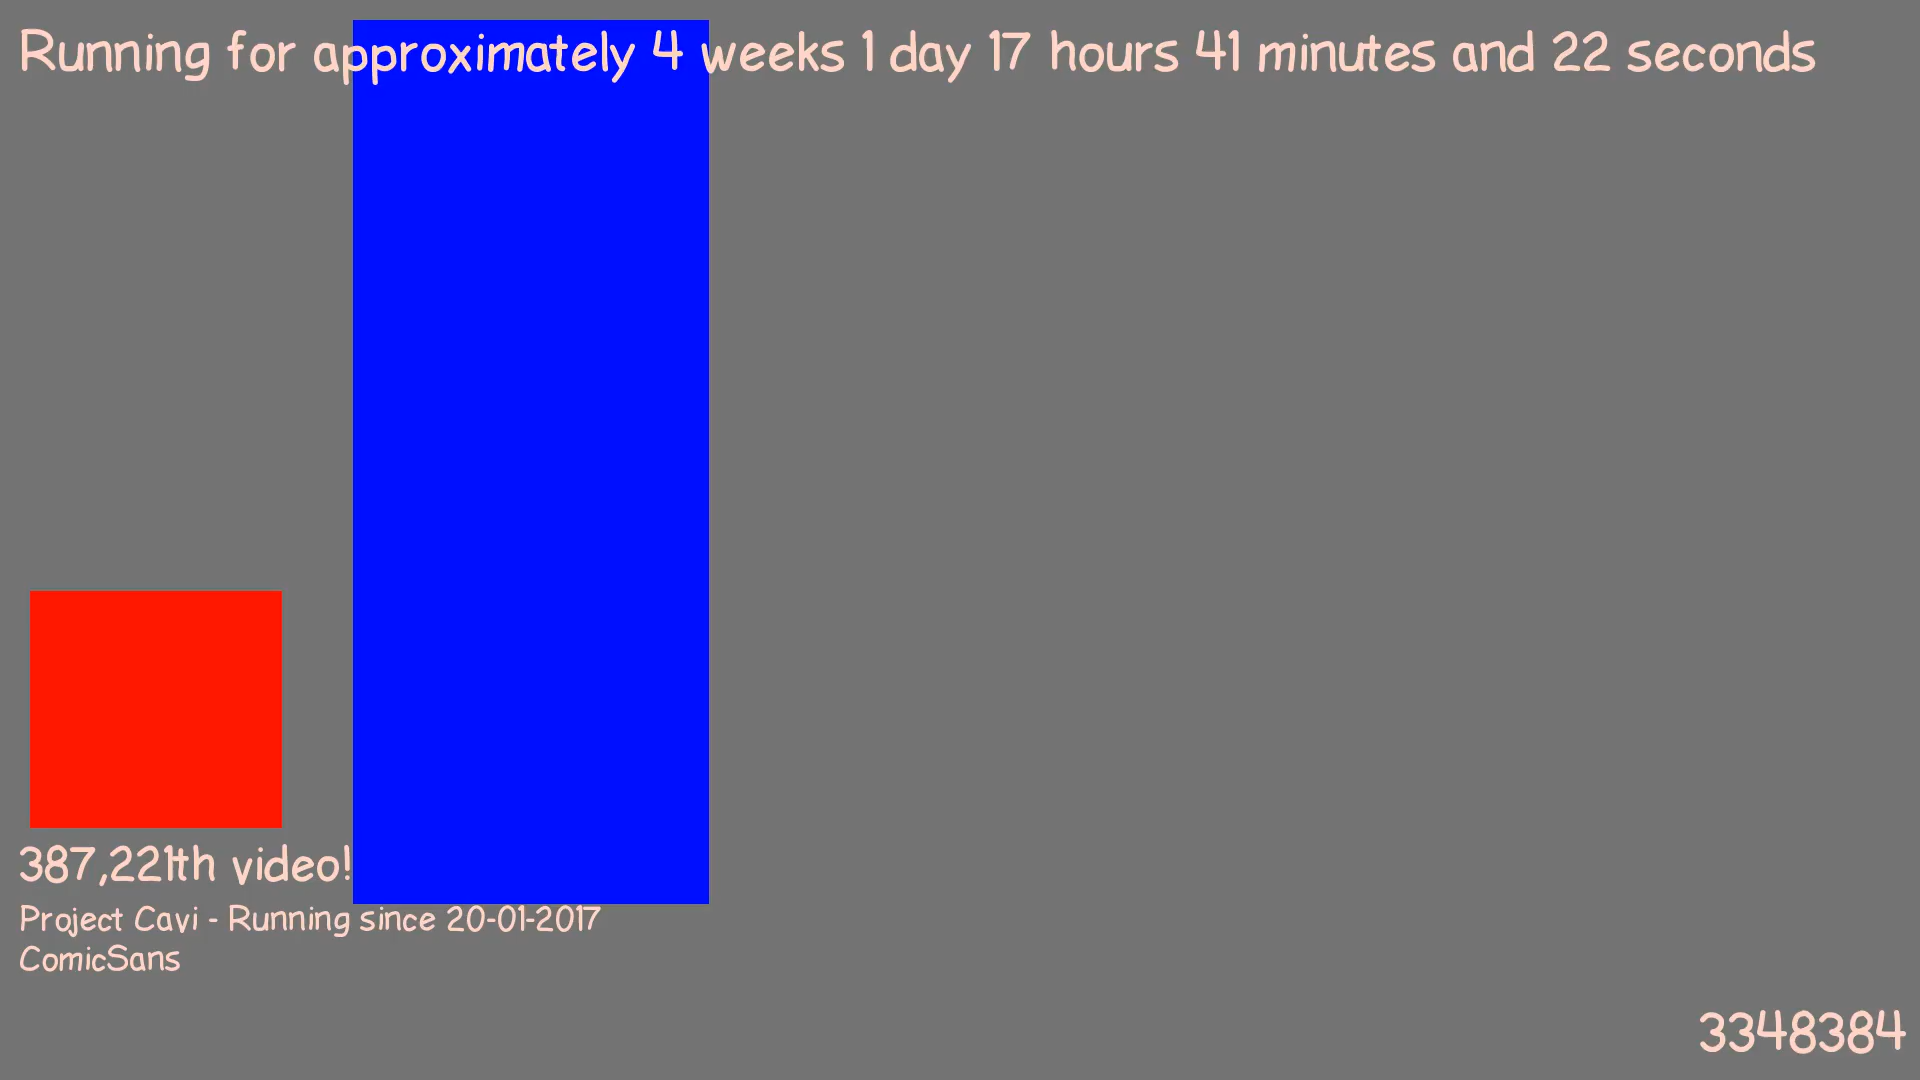 Running for approximately 4 weeks 1 day 17 hours 41 minutes and 22 seconds
387,221th video!
Project Cavi - Running since 20-01-2017
ComicSans
3348384